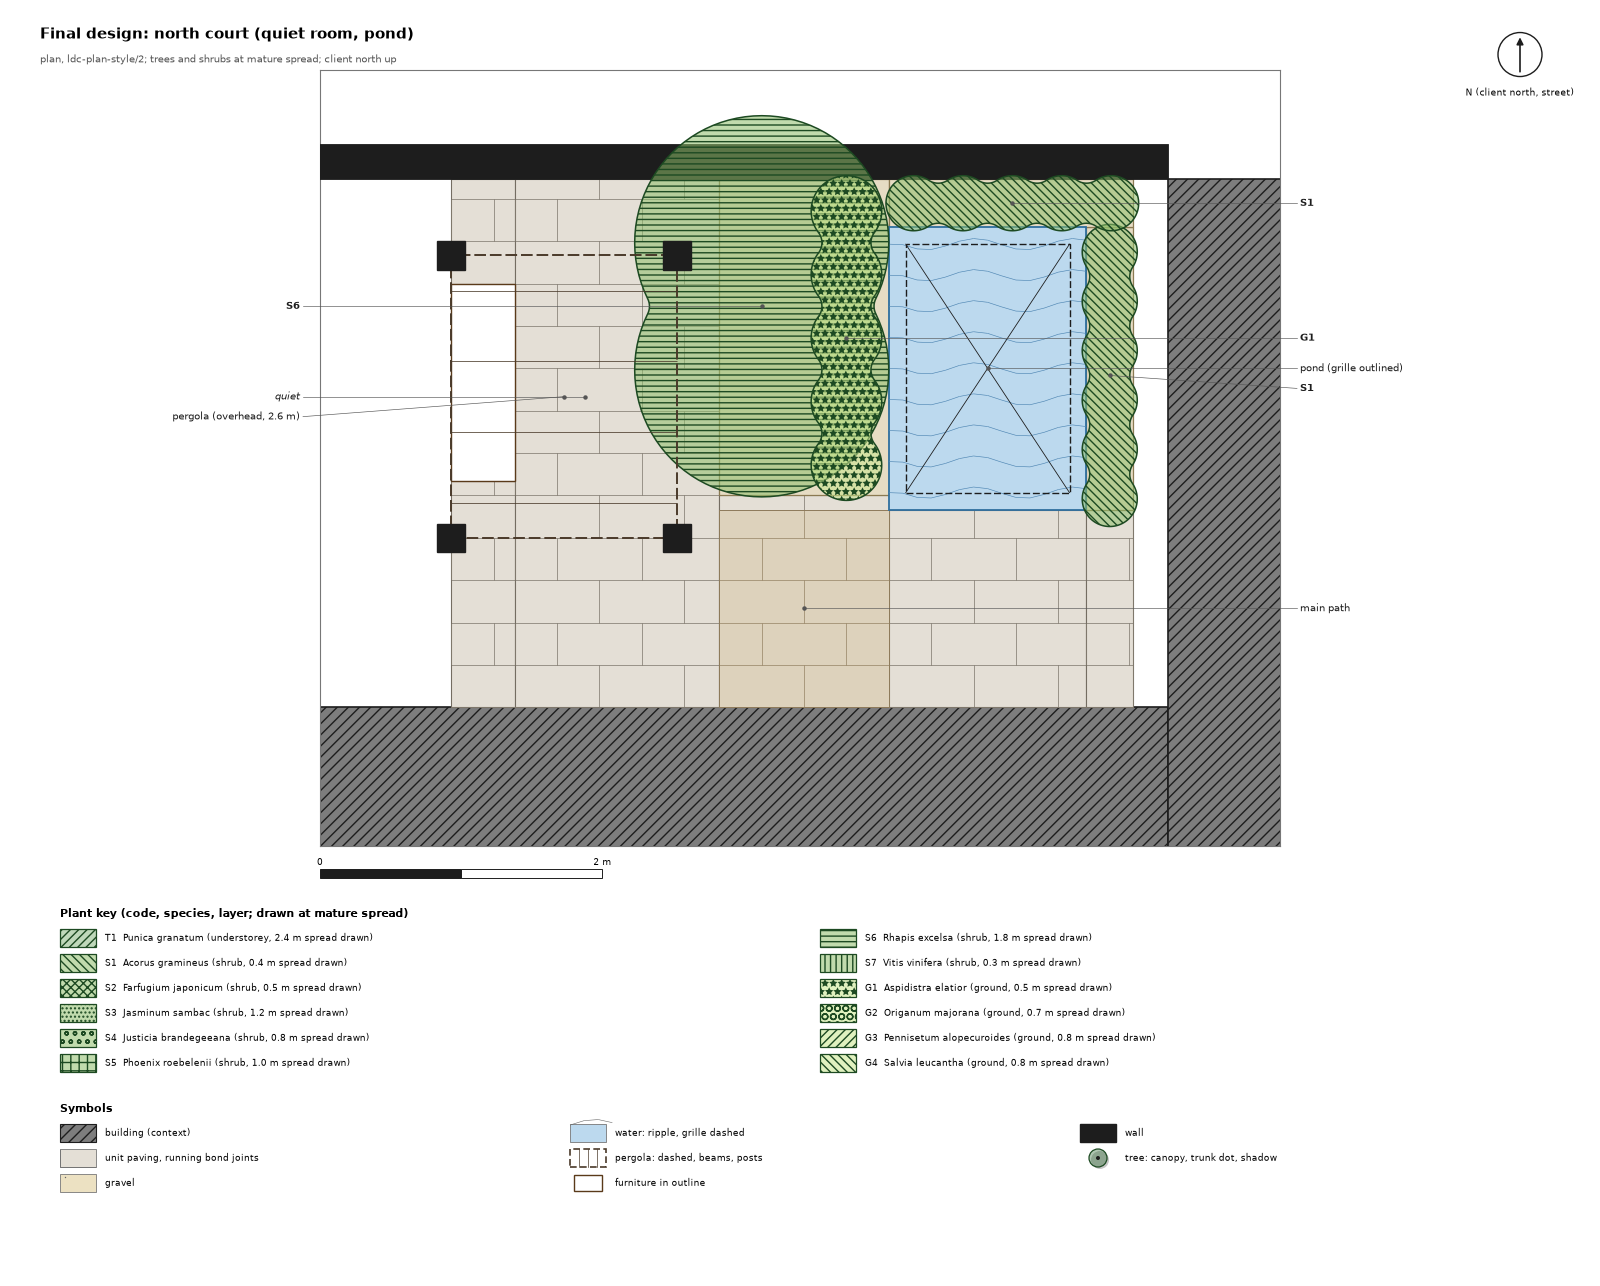 Final design: north court (quiet room, pond)
plan, ldc-plan-style/2; trees and shrubs at mature spread; client north up
N (client north, street)
S1
S6
G1
pond (grille outlined)
S1
quiet
pergola (overhead, 2.6 m)
main path
0
2 m
Plant key (code, species, layer; drawn at mature spread)
T1 Punica granatum (understorey, 2.4 m spread drawn)
S1 Acorus gramineus (shrub, 0.4 m spread drawn)
S2 Farfugium japonicum (shrub, 0.5 m spread drawn)
S3 Jasminum sambac (shrub, 1.2 m spread drawn)
S4 Justicia brandegeeana (shrub, 0.8 m spread drawn)
S5 Phoenix roebelenii (shrub, 1.0 m spread drawn)
S6 Rhapis excelsa (shrub, 1.8 m spread drawn)
S7 Vitis vinifera (shrub, 0.3 m spread drawn)
G1 Aspidistra elatior (ground, 0.5 m spread drawn)
G2 Origanum majorana (ground, 0.7 m spread drawn)
G3 Pennisetum alopecuroides (ground, 0.8 m spread drawn)
G4 Salvia leucantha (ground, 0.8 m spread drawn)
Symbols
building (context)
unit paving, running bond joints
gravel
water: ripple, grille dashed
pergola: dashed, beams, posts
furniture in outline
wall
tree: canopy, trunk dot, shadow